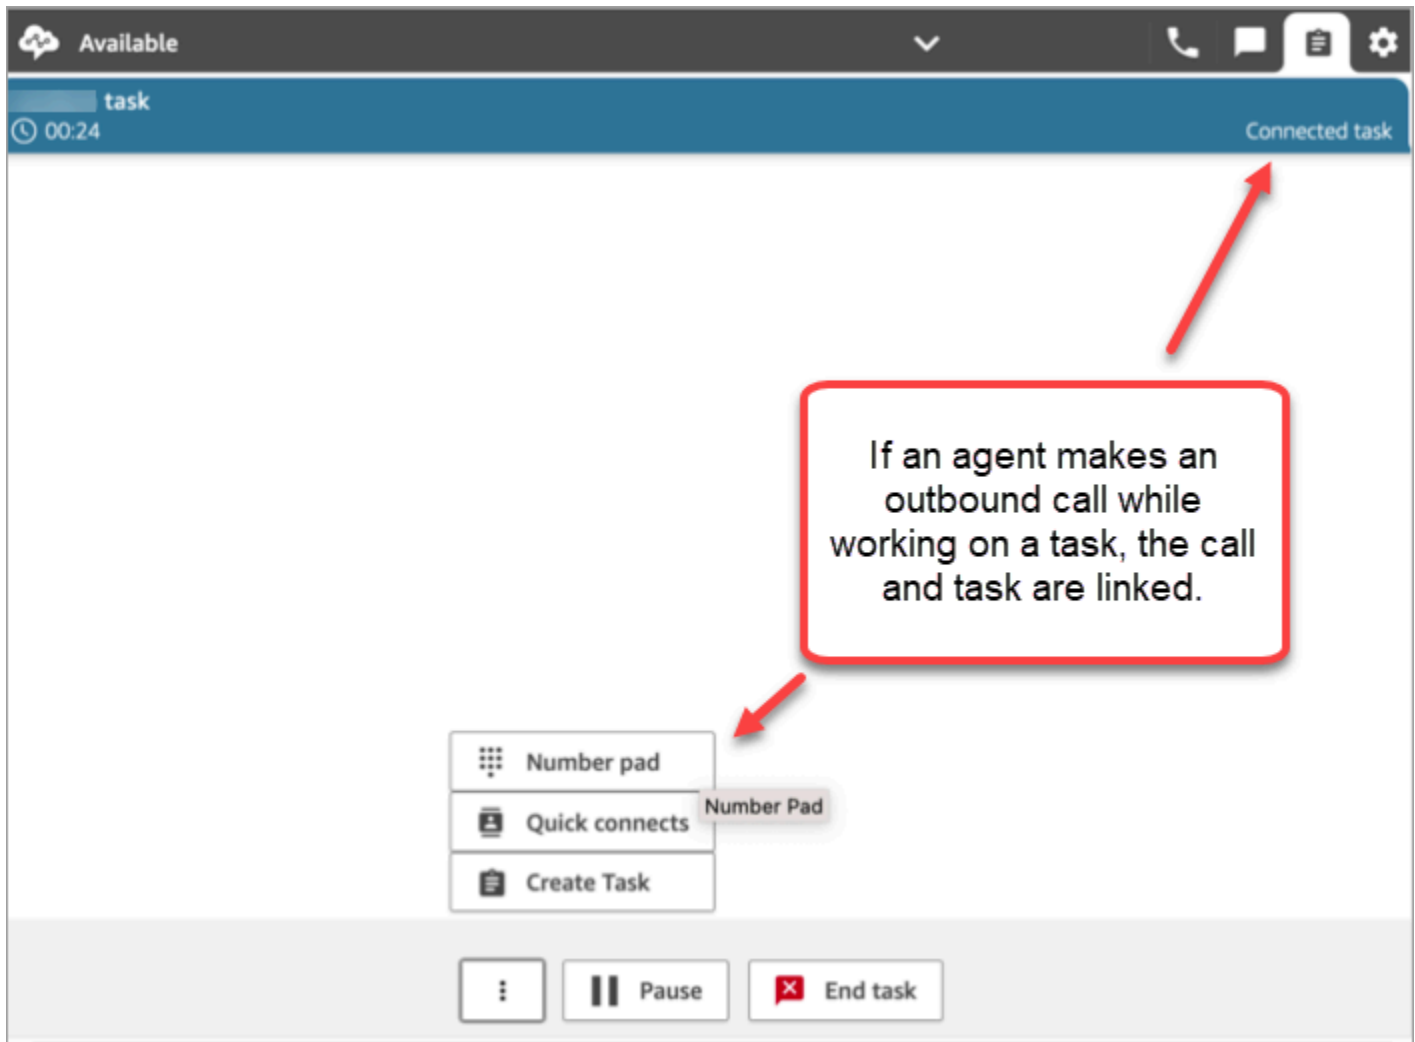 Available
task
00:24
Connected task
If an agent makes an
outbound call while
working on a task, the call
and task are linked.
Number pad
Number Pad
Quick connects
Create Task
Pause
End task